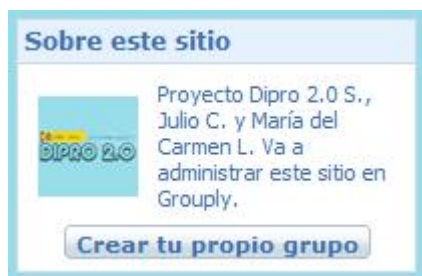 Sobre este sitio
DIPRO 2.0
Proyecto Dipro 2.0 S.,
Julio C. y María del
Carmen L. Va a
administrar este sitio en
Grouply.
Crear tu propio grupo